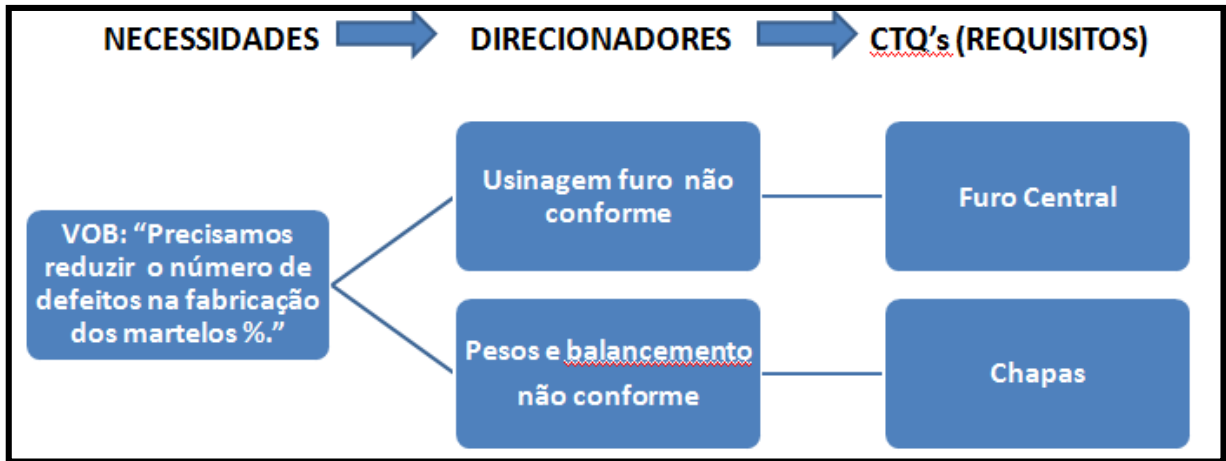 NECESSIDADES DIRECIONADORES CTQ's (REQUISITOS)
VOB: “Precisamos
reduzir o número de
defeitos na fabricação
dos martelos %.”
Usinagem furo não
conforme
Furo Central
Pesos e balancemento
não conforme
Chapas